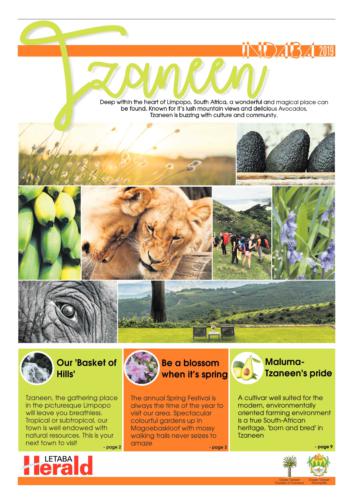 INDABA 2019
Tzaneen
Deep within the heart of Limpopo, South Africa, a wonderful and magical place can
be found. Known for it's lush mountain views and delicious Avocados,
Tzaneen is buzzing with culture and community.
Our 'Basket of
Hills'
Tzaneen, the gathering place
in the picturesque Limpopo
will leave you breathless.
Tropical or subtropical, our
town is well endowed with
natural resources. This is your
next town to visit
- page 2
Be a blossom
when it's spring
The annual Spring Festival is
always the time of the year to
visit our area. Spectacular
colourful gardens up in
Magoebaskloof with mossy
walking trails never seizes to
amaze
Maluma-
Tzaneen's pride
A cultivar well suited for the
modern, environmentally
oriented farming environment
is a true South-African
heritage, 'born and bred' in
Tzaneen
- page 9
LETABA
Herald